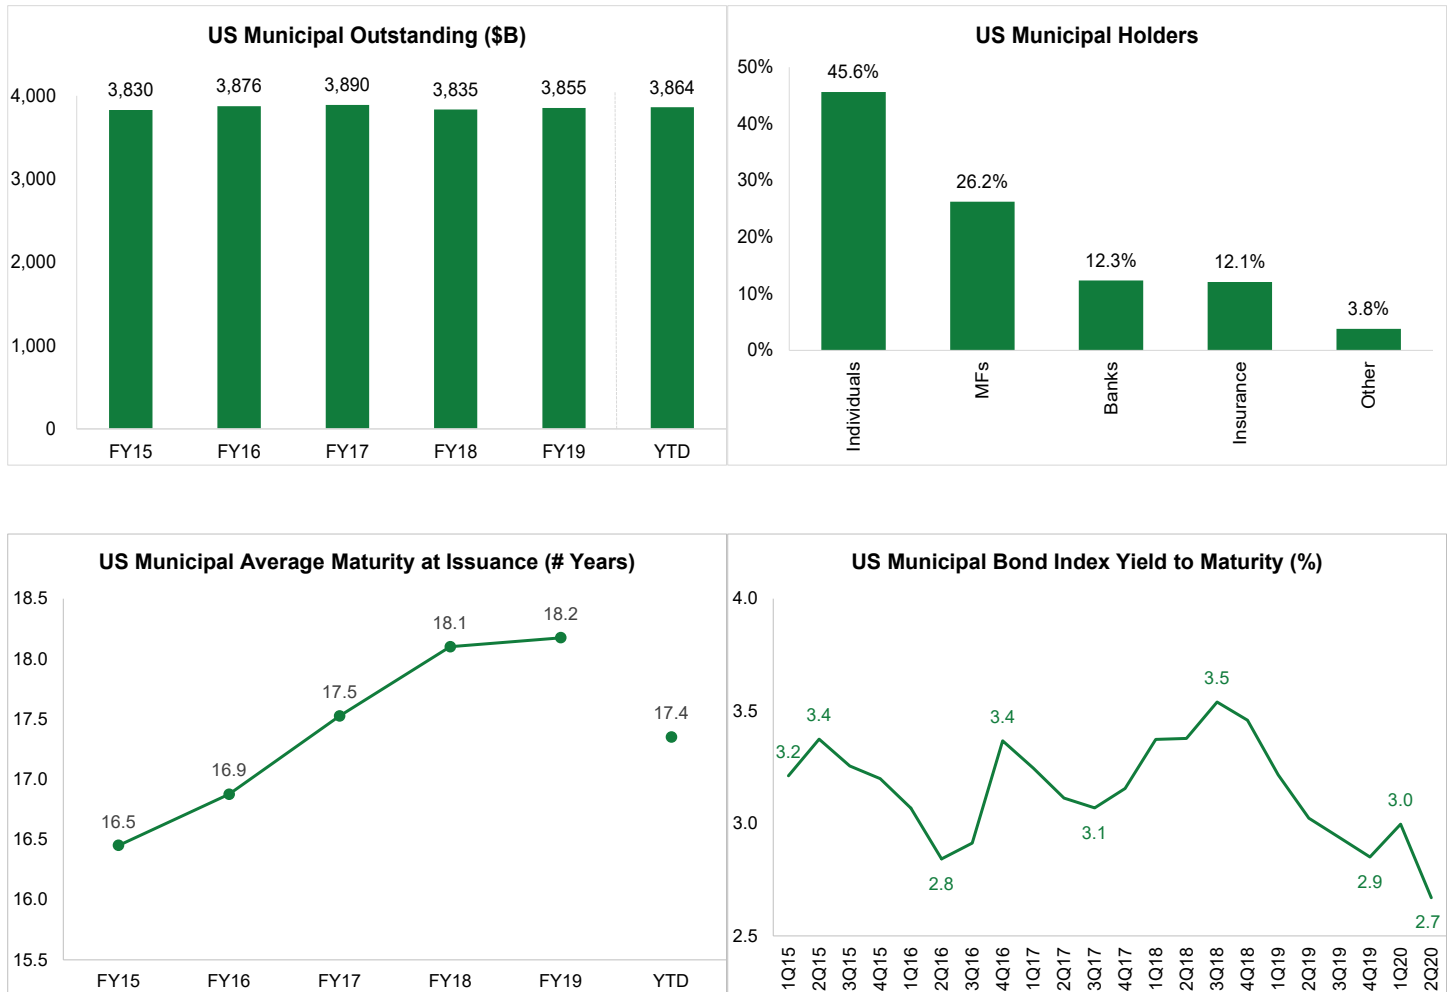 US Municipal Outstanding ($B)
3,830
3,876
3,890
3,835
3,855
3,864
4,000
3,000
2,000
1,000
0
FY15
FY16
FY17
FY18
FY19
YTD
US Municipal Holders
50%
40%
30%
20%
10%
0%
45.6%
26.2%
12.3%
12.1%
3.8%
Individuals
MFs
Banks
Insurance
Other
US Municipal Average Maturity at Issuance (# Years)
18.5
18.0
17.5
17.0
16.5
16.0
15.5
16.5
16.9
17.5
18.1
18.2
17.4
FY15
FY16
FY17
FY18
FY19
YTD
US Municipal Bond Index Yield to Maturity (%)
4.0
3.5
3.0
2.5
3.2
3.4
2.8
3.4
3.1
3.5
2.9
3.0
2.7
1Q15
2Q15
3Q15
4Q15
1Q16
2Q16
3Q16
4Q16
1Q17
2Q17
3Q17
4Q17
1Q18
2Q18
3Q18
4Q18
1Q19
2Q19
3Q19
4Q19
1Q20
2Q20